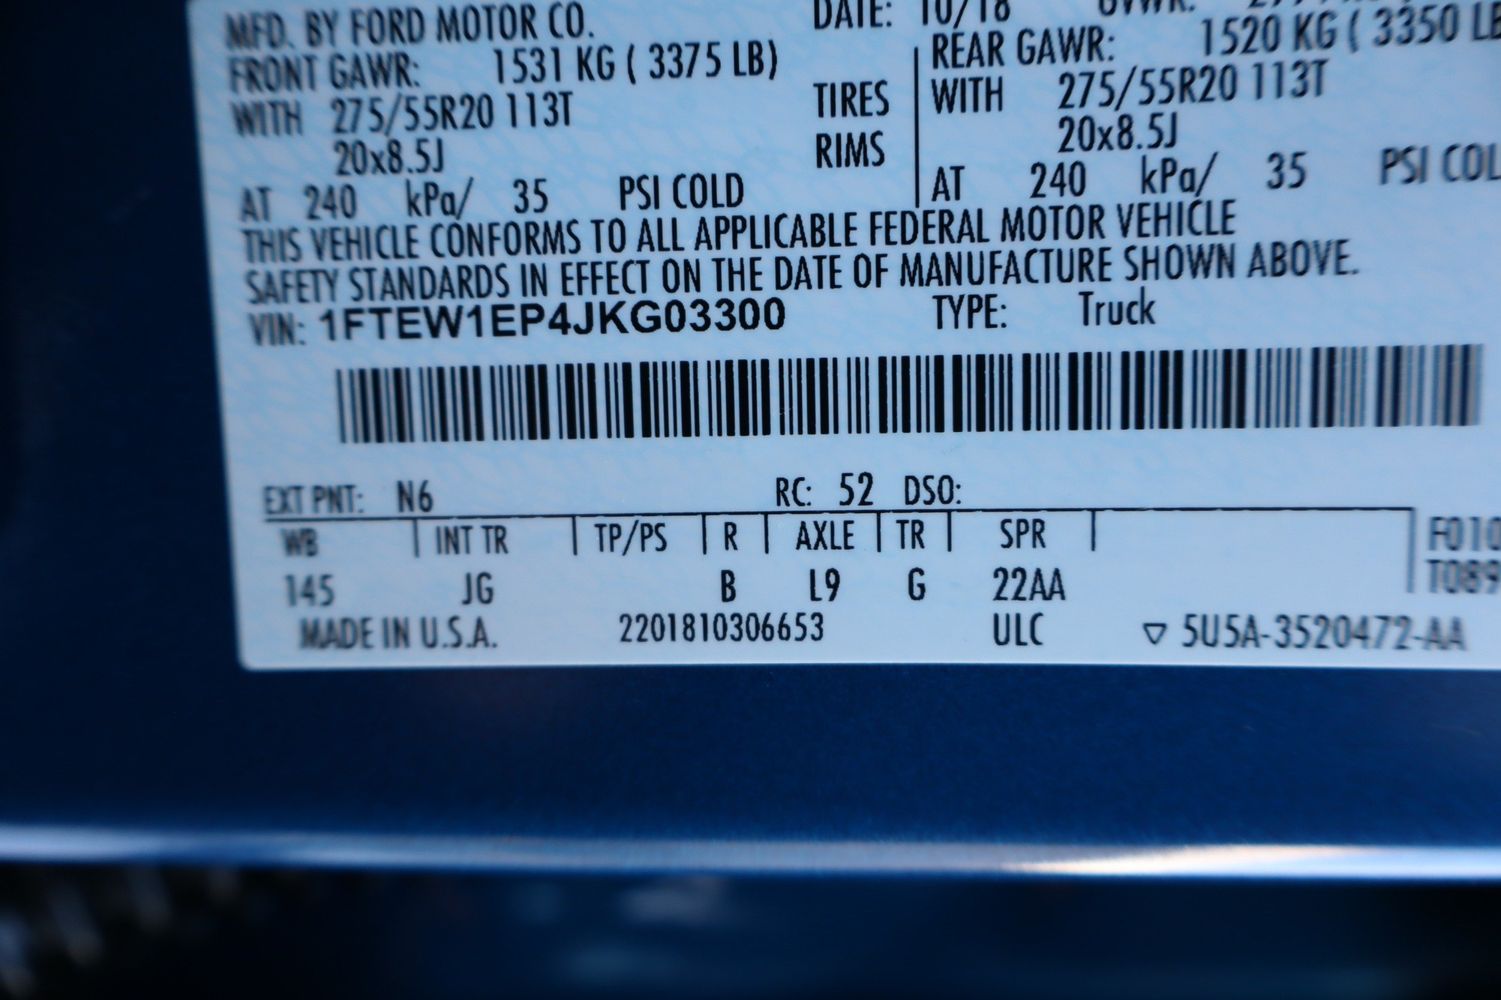 MFD. BY FORD MOTOR CO. DATE: 10/18 GVWR:
FRONT GAWR: 1531 KG ( 3375 LB) REAR GAWR: 1520 KG ( 3350 LB
WITH 275/55R20 113T TIRES WITH 275/55R20 113T
20x8.5J RIMS 20x8.5J
AT 240 kPa/ 35 PSI COLD AT 240 kPa/ 35 PSI COL
THIS VEHICLE CONFORMS TO ALL APPLICABLE FEDERAL MOTOR VEHICLE
SAFETY STANDARDS IN EFFECT ON THE DATE OF MANUFACTURE SHOWN ABOVE.
VIN: 1FTEW1EP4JKG03300 TYPE: Truck
EXT PNT: N6 RC: 52 DSO:
WB INT TR TP/PS R AXLE TR SPR F010
145 JG B L9 G 22AA T089
MADE IN U.S.A. 2201810306653 ULC ▽ 5U5A-3520472-AA